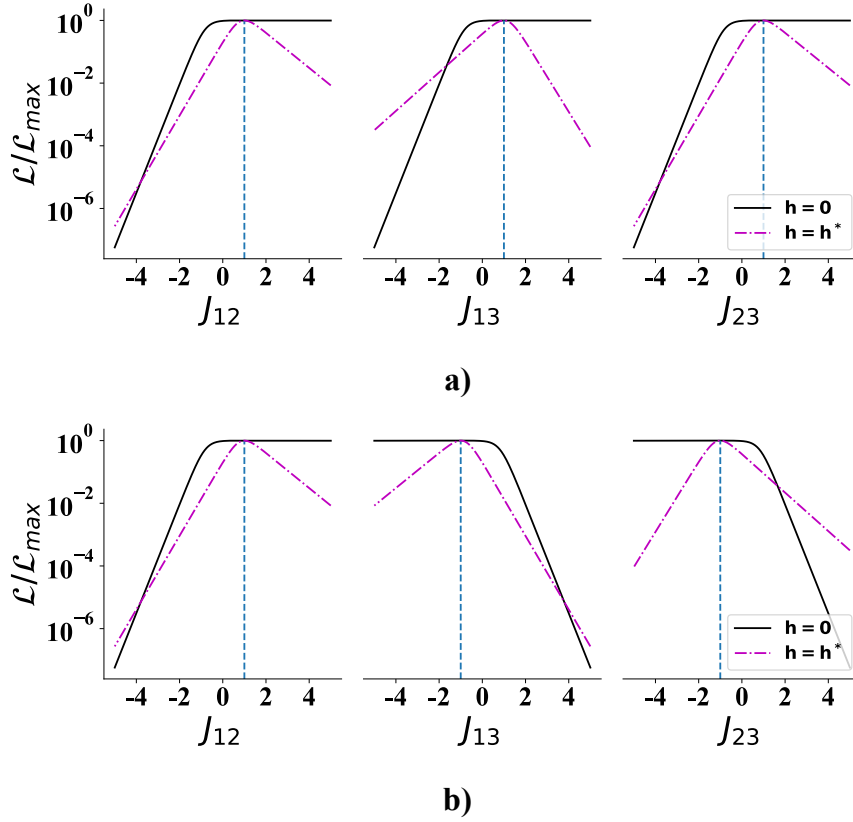 10^0
10^-2
10^-4
10^-6
ℒ/ℒ_max
-4 -2 0 2 4
-4 -2 0 2 4
-4 -2 0 2 4
h = 0
h = h*
J_12
J_13
J_23
a)
10^0
10^-2
10^-4
10^-6
ℒ/ℒ_max
-4 -2 0 2 4
-4 -2 0 2 4
-4 -2 0 2 4
h = 0
h = h*
J_12
J_13
J_23
b)